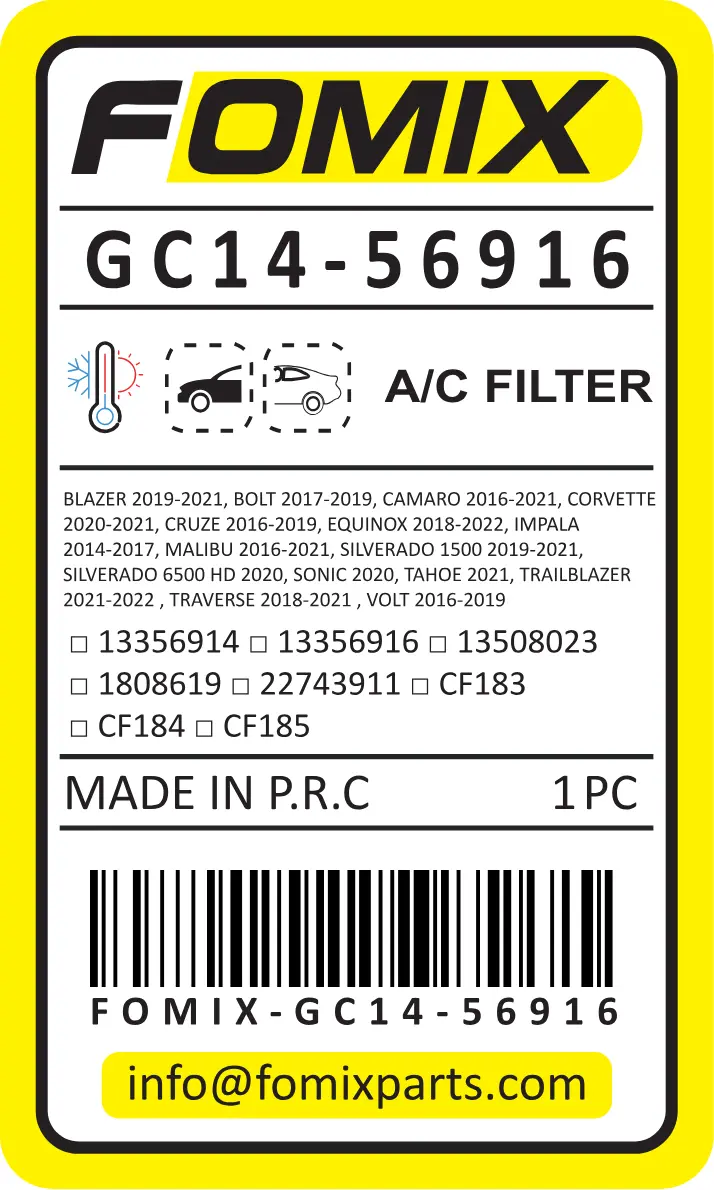 FOMIX
GC14-56916
A/C FILTER
BLAZER 2019-2021, BOLT 2017-2019, CAMARO 2016-2021, CORVETTE
2020-2021, CRUZE 2016-2019, EQUINOX 2018-2022, IMPALA
2014-2017, MALIBU 2016-2021, SILVERADO 1500 2019-2021,
SILVERADO 6500 HD 2020, SONIC 2020, TAHOE 2021, TRAILBLAZER
2021-2022 , TRAVERSE 2018-2021 , VOLT 2016-2019
□ 13356914 □ 13356916 □ 13508023
□ 1808619 □ 22743911 □ CF183
□ CF184 □ CF185
MADE IN P.R.C 1 PC
FOMIX-GC14-56916
info@fomixparts.com